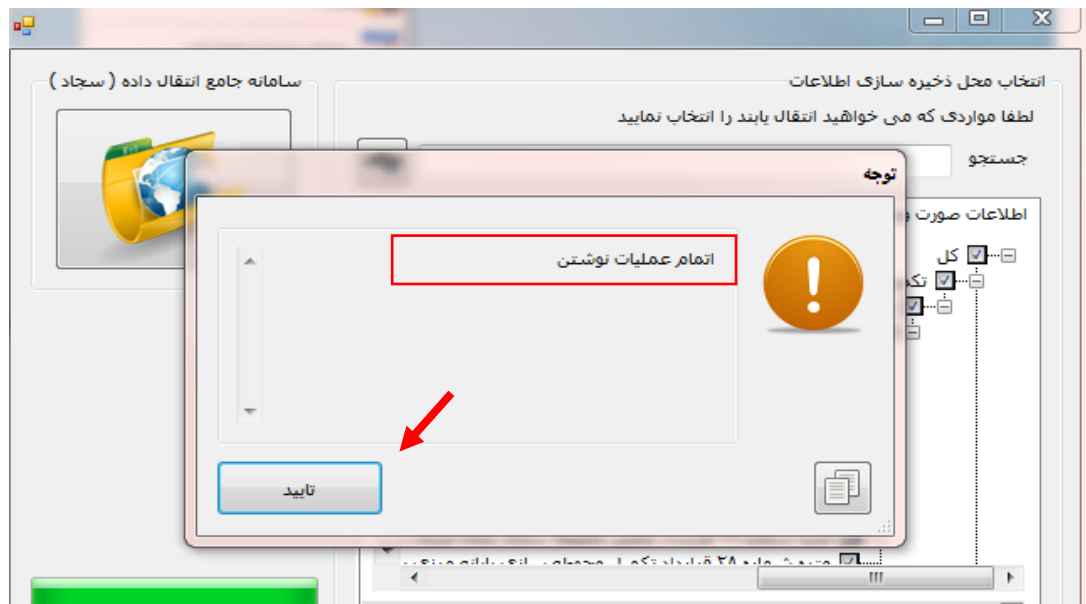 انتخاب محل ذخیره سازی اطلاعات
سامانه جامع انتقال داده ( سجاد )
لطفا مواردی که می خواهید انتقال یابند را انتخاب نمایید
جستجو
توجه
اطلاعات صورت
اتمام عملیات نوشتن
کل
تایید